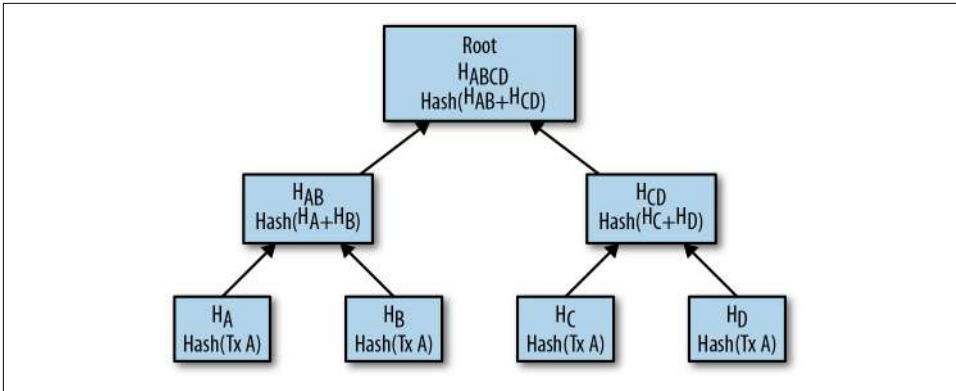 Root
HABCD
Hash(HAB+HCD)
HAB
Hash(HA+HB)
HCD
Hash(HC+HD)
HA
Hash(Tx A)
HB
Hash(Tx A)
HC
Hash(Tx A)
HD
Hash(Tx A)